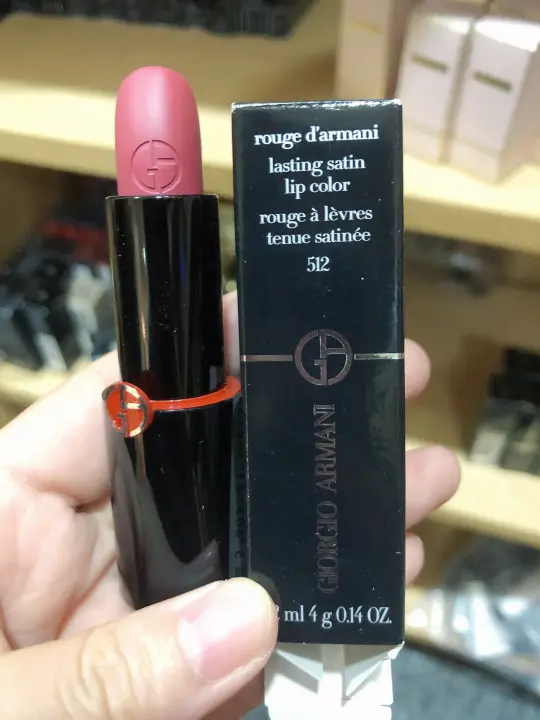 rouge d'armani
lasting satin
lip color
rouge à lèvres
tenue satinée
512
GIORGIO ARMANI
ml 4 g 0.14 OZ.